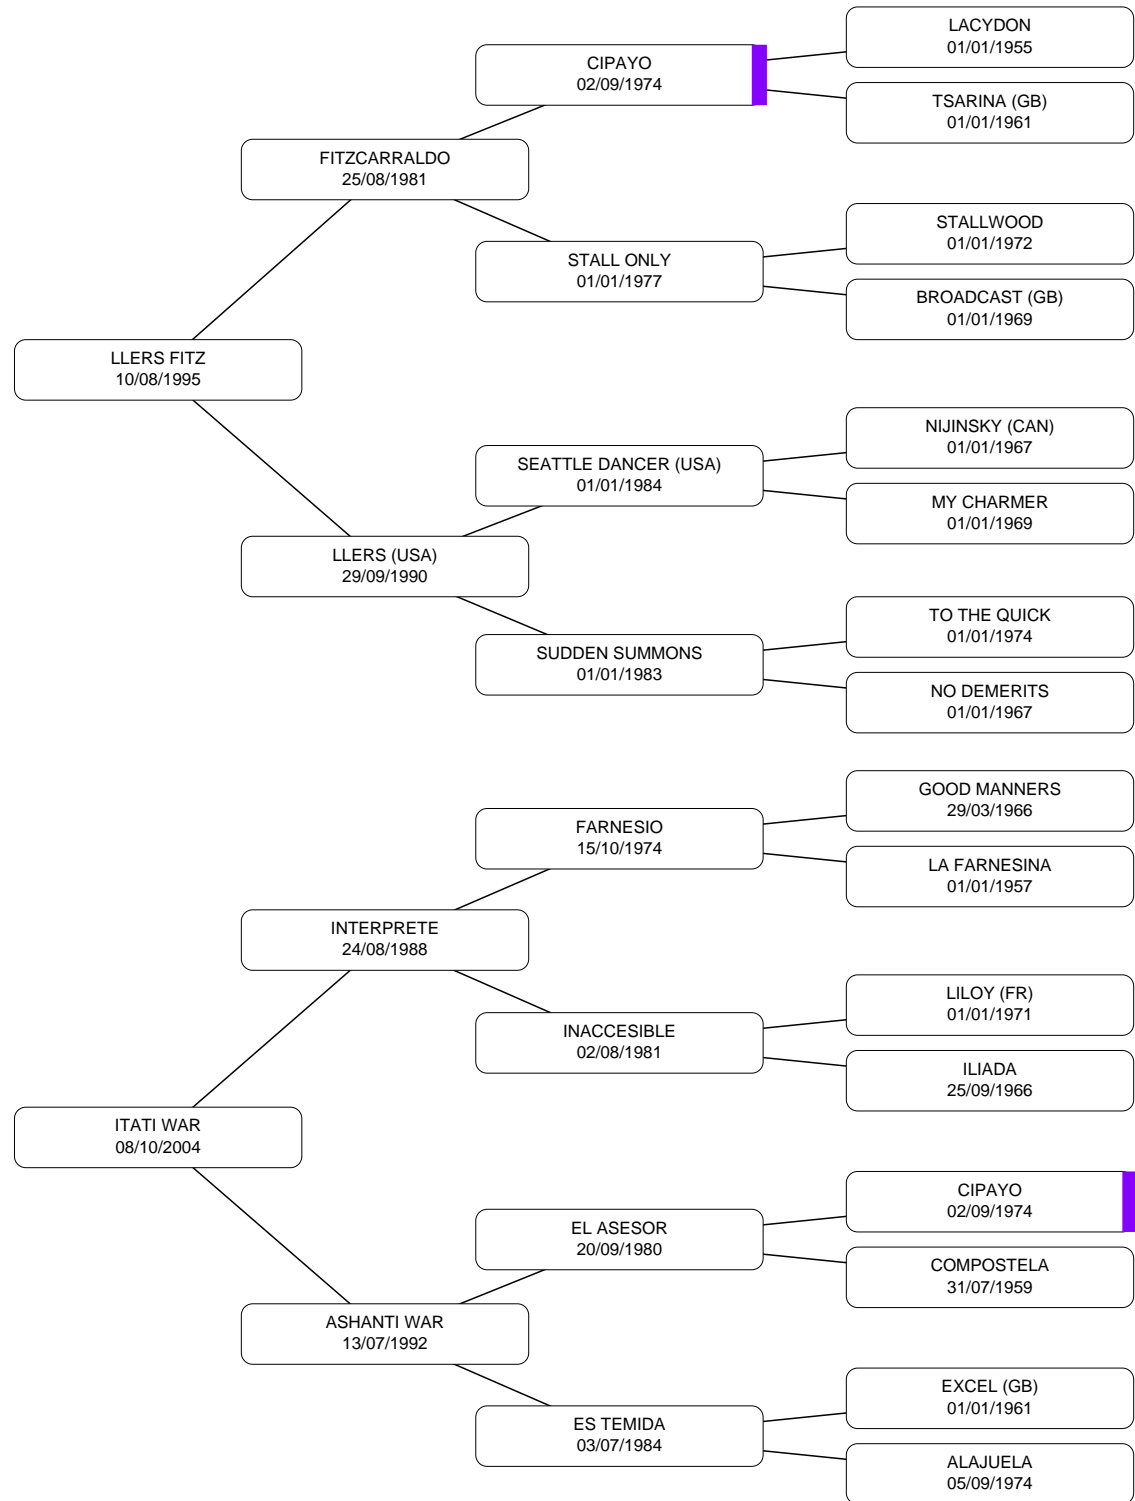 LACYDON
01/01/1955
CIPAYO
02/09/1974
TSARINA (GB)
01/01/1961
FITZCARRALDO
25/08/1981
STALLWOOD
01/01/1972
STALL ONLY
01/01/1977
BROADCAST (GB)
01/01/1969
LLERS FITZ
10/08/1995
NIJINSKY (CAN)
01/01/1967
SEATTLE DANCER (USA)
01/01/1984
MY CHARMER
01/01/1969
LLERS (USA)
29/09/1990
TO THE QUICK
01/01/1974
SUDDEN SUMMONS
01/01/1983
NO DEMERITS
01/01/1967
GOOD MANNERS
29/03/1966
FARNESIO
15/10/1974
LA FARNESINA
01/01/1957
INTERPRETE
24/08/1988
LILOY (FR)
01/01/1971
INACCESIBLE
02/08/1981
ILIADA
25/09/1966
ITATI WAR
08/10/2004
CIPAYO
02/09/1974
EL ASESOR
20/09/1980
COMPOSTELA
31/07/1959
ASHANTI WAR
13/07/1992
EXCEL (GB)
01/01/1961
ES TEMIDA
03/07/1984
ALAJUELA
05/09/1974